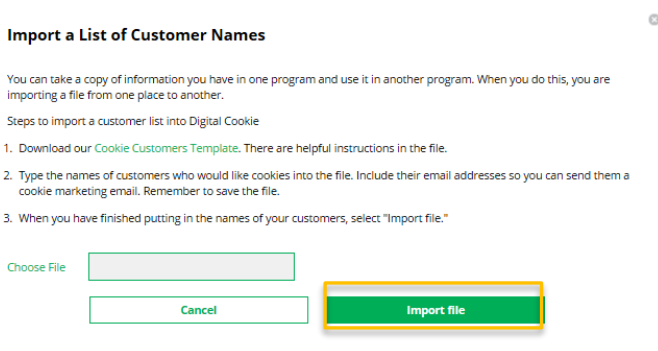 Import a List of Customer Names
You can take a copy of information you have in one program and use it in another program. When you do this, you are
importing a file from one place to another.
Steps to import a customer list into Digital Cookie
1. Download our Cookie Customers Template. There are helpful instructions in the file.
2. Type the names of customers who would like cookies into the file. Include their email addresses so you can send them a
cookie marketing email. Remember to save the file.
3. When you have finished putting in the names of your customers, select "Import file."
Choose File
Cancel
Import file